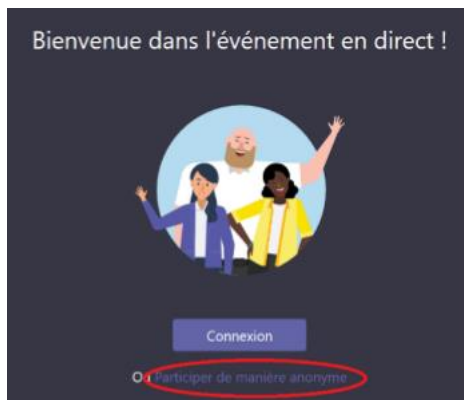 Bienvenue dans l'événement en direct !
Connexion
Ou Participer de manière anonyme